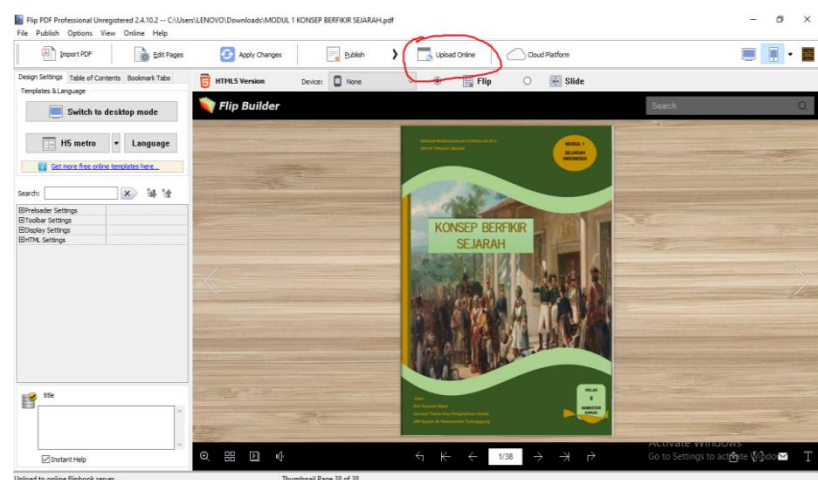 Flip PDF Professional Unregistered 2.4.10.2 -- C:\Users\LENOVO\Downloads\MODUL 1 KONSEP BERFIKIR SEJARAH.pdf
File Publish Options View Online Help
Import PDF Edit Pages Apply Changes Publish Upload Online Cloud Platform
Design Settings Table of Contents Bookmark Tabs
HTML5 Version Device: None Flip Slide
Templates & Language
Switch to desktop mode
Flip Builder
Search
H5 metro Language
Get more free online templates here...
Search:
Preloader Settings
Toolbar Settings
Display Settings
HTML Settings
MODUL 1
SEJARAH
INDONESIA
KONSEP BERFIKIR
SEJARAH
KELAS
X
SEMESTER
GANJIL
title
Instant Help
1/38
Activate Windows
Go to Settings to activate Windows
Upload to online flipbook server
Thumbnail Page 38 of 38